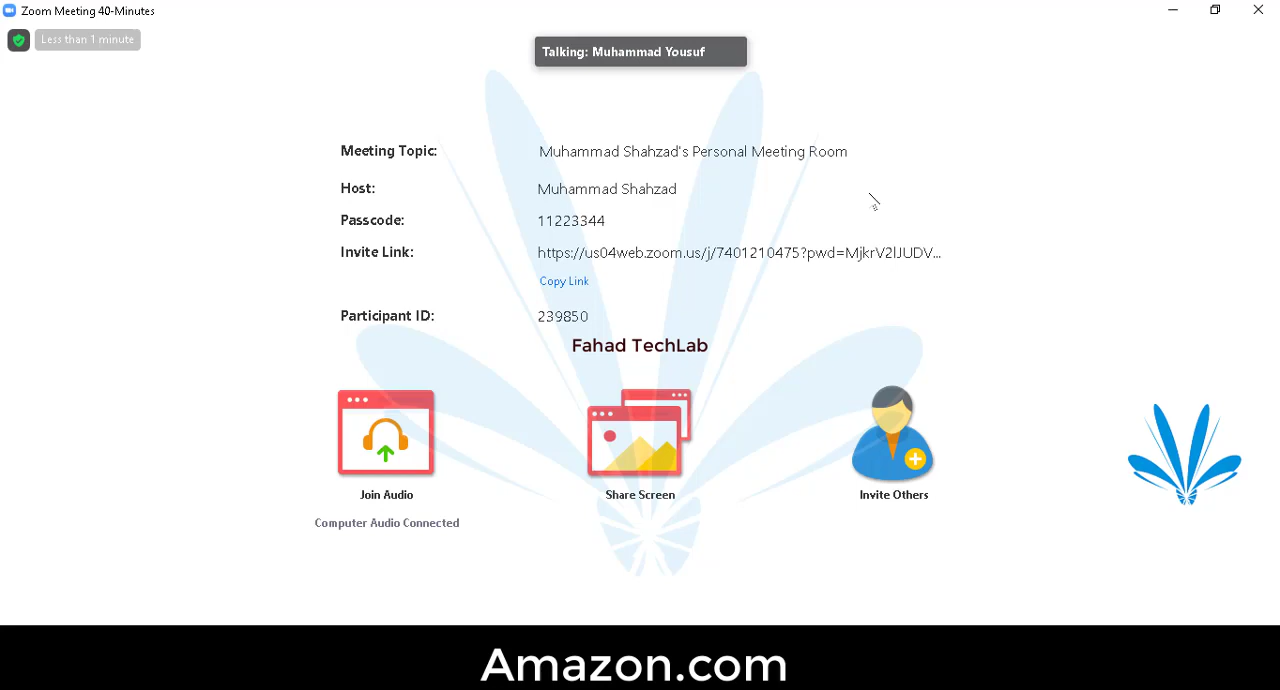 Zoom Meeting 40-Minutes
Less than 1 minute
Talking: Muhammad Yousuf
Meeting Topic: Muhammad Shahzad's Personal Meeting Room
Host: Muhammad Shahzad
Passcode: 11223344
Invite Link: https://us04web.zoom.us/j/7401210475?pwd=MjkrV2lJUDV...
Copy Link
Participant ID: 239850
Fahad TechLab
Join Audio Share Screen Invite Others
Computer Audio Connected
Amazon.com